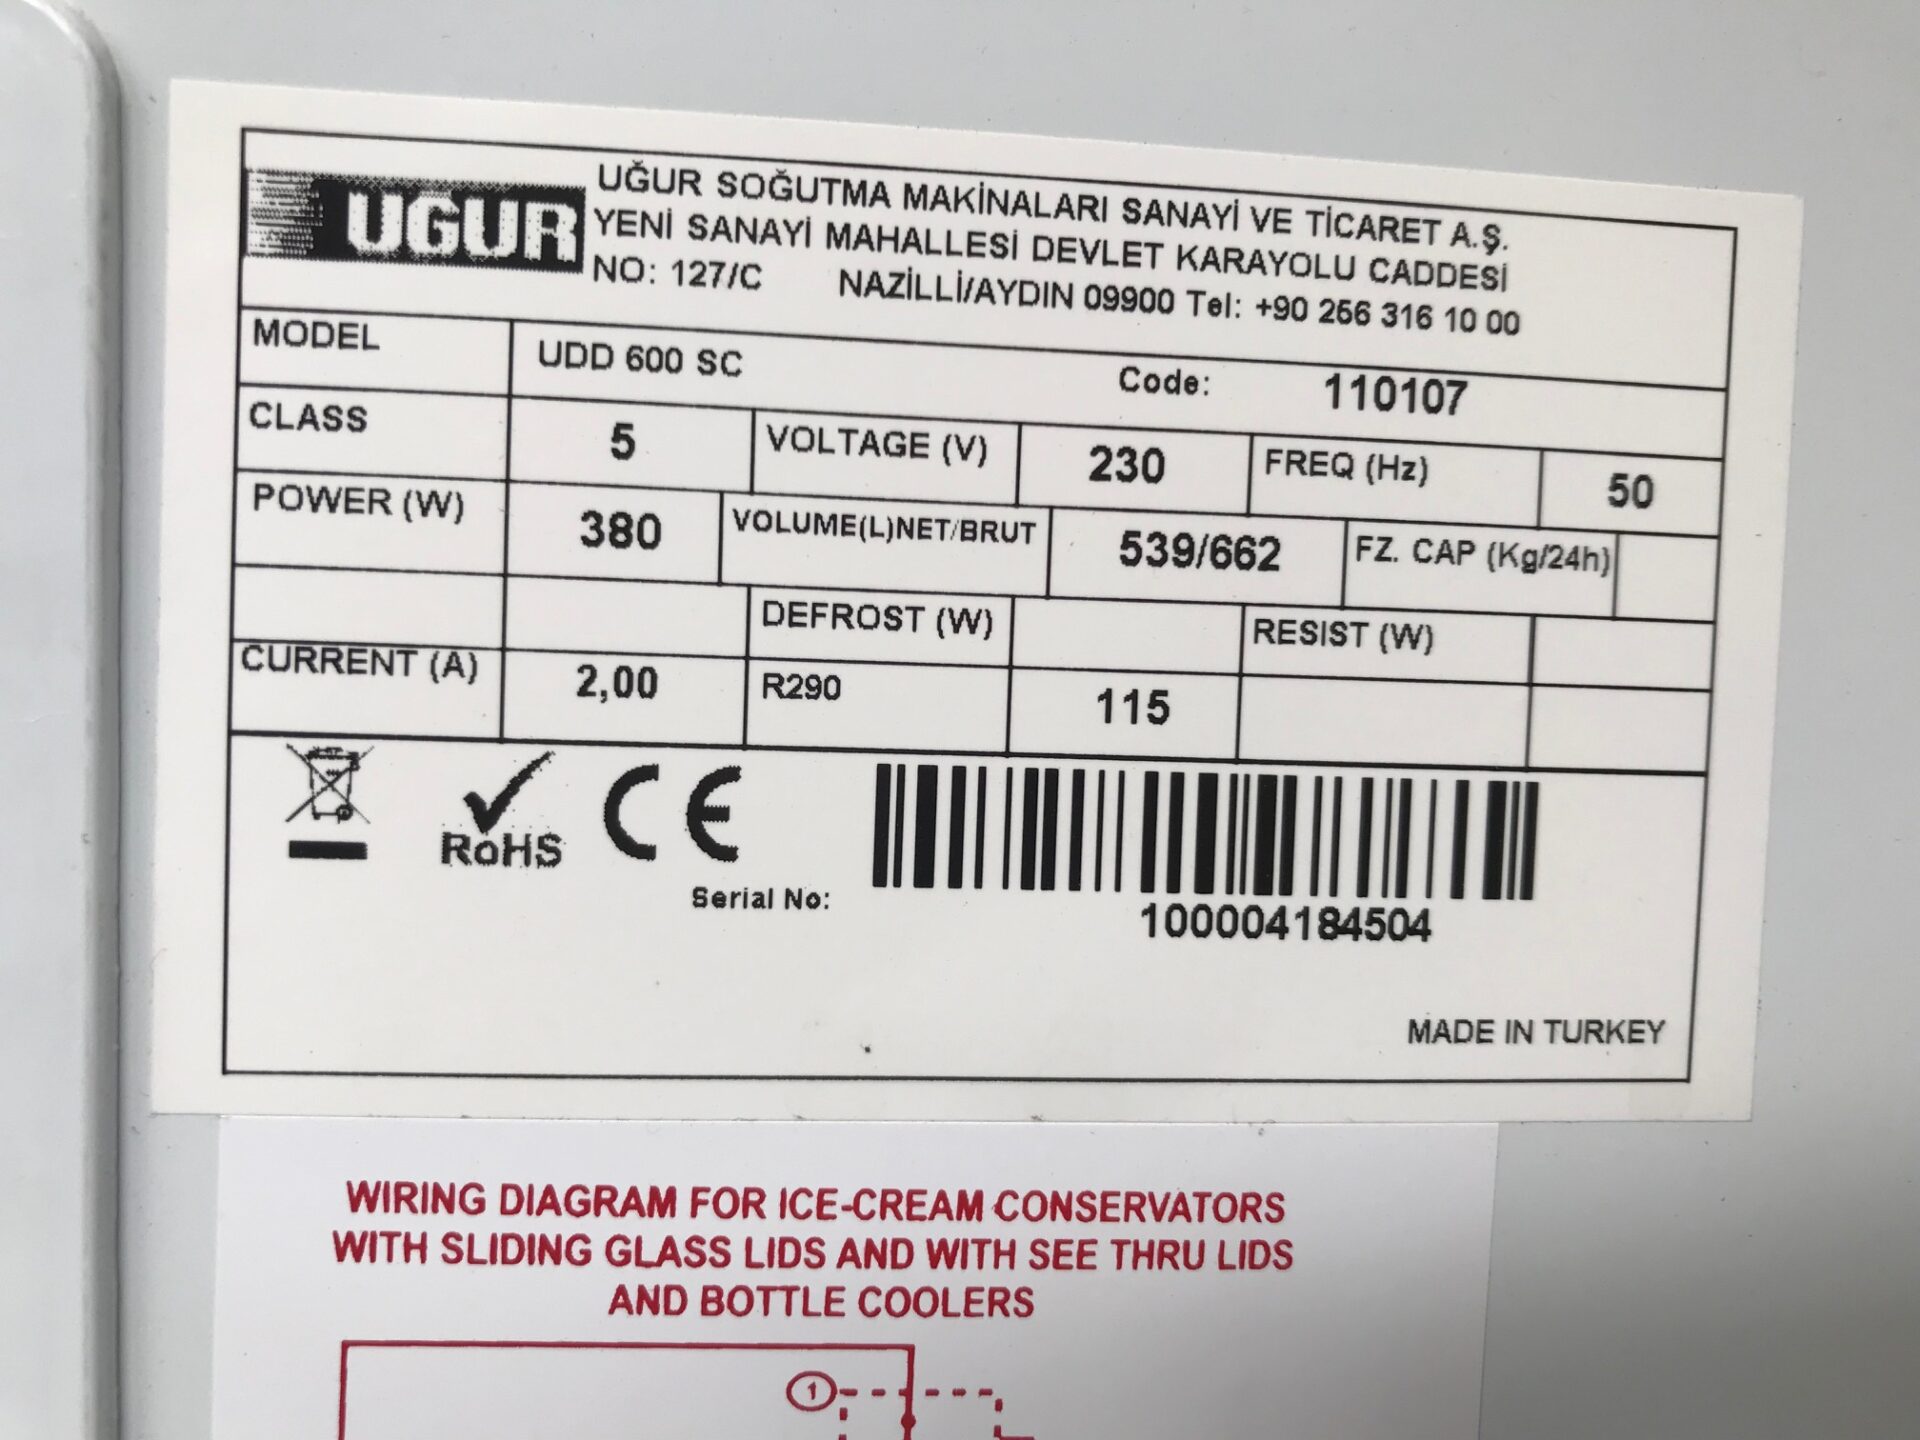 UĞUR
UĞUR SOĞUTMA MAKİNALARI SANAYİ VE TİCARET A.Ş.
YENİ SANAYİ MAHALLESİ DEVLET KARAYOLU CADDESİ
NO: 127/C NAZİLLİ/AYDIN 09900 Tel: +90 256 316 10 00
MODEL UDD 600 SC Code: 110107
CLASS 5 VOLTAGE (V) 230 FREQ (Hz) 50
POWER (W) 380 VOLUME(L)NET/BRUT 539/662 FZ. CAP (Kg/24h)
DEFROST (W) RESIST (W)
CURRENT (A) 2,00 R290 115
RoHS CE
Serial No: 100004184504
MADE IN TURKEY
WIRING DIAGRAM FOR ICE-CREAM CONSERVATORS
WITH SLIDING GLASS LIDS AND WITH SEE THRU LIDS
AND BOTTLE COOLERS
1